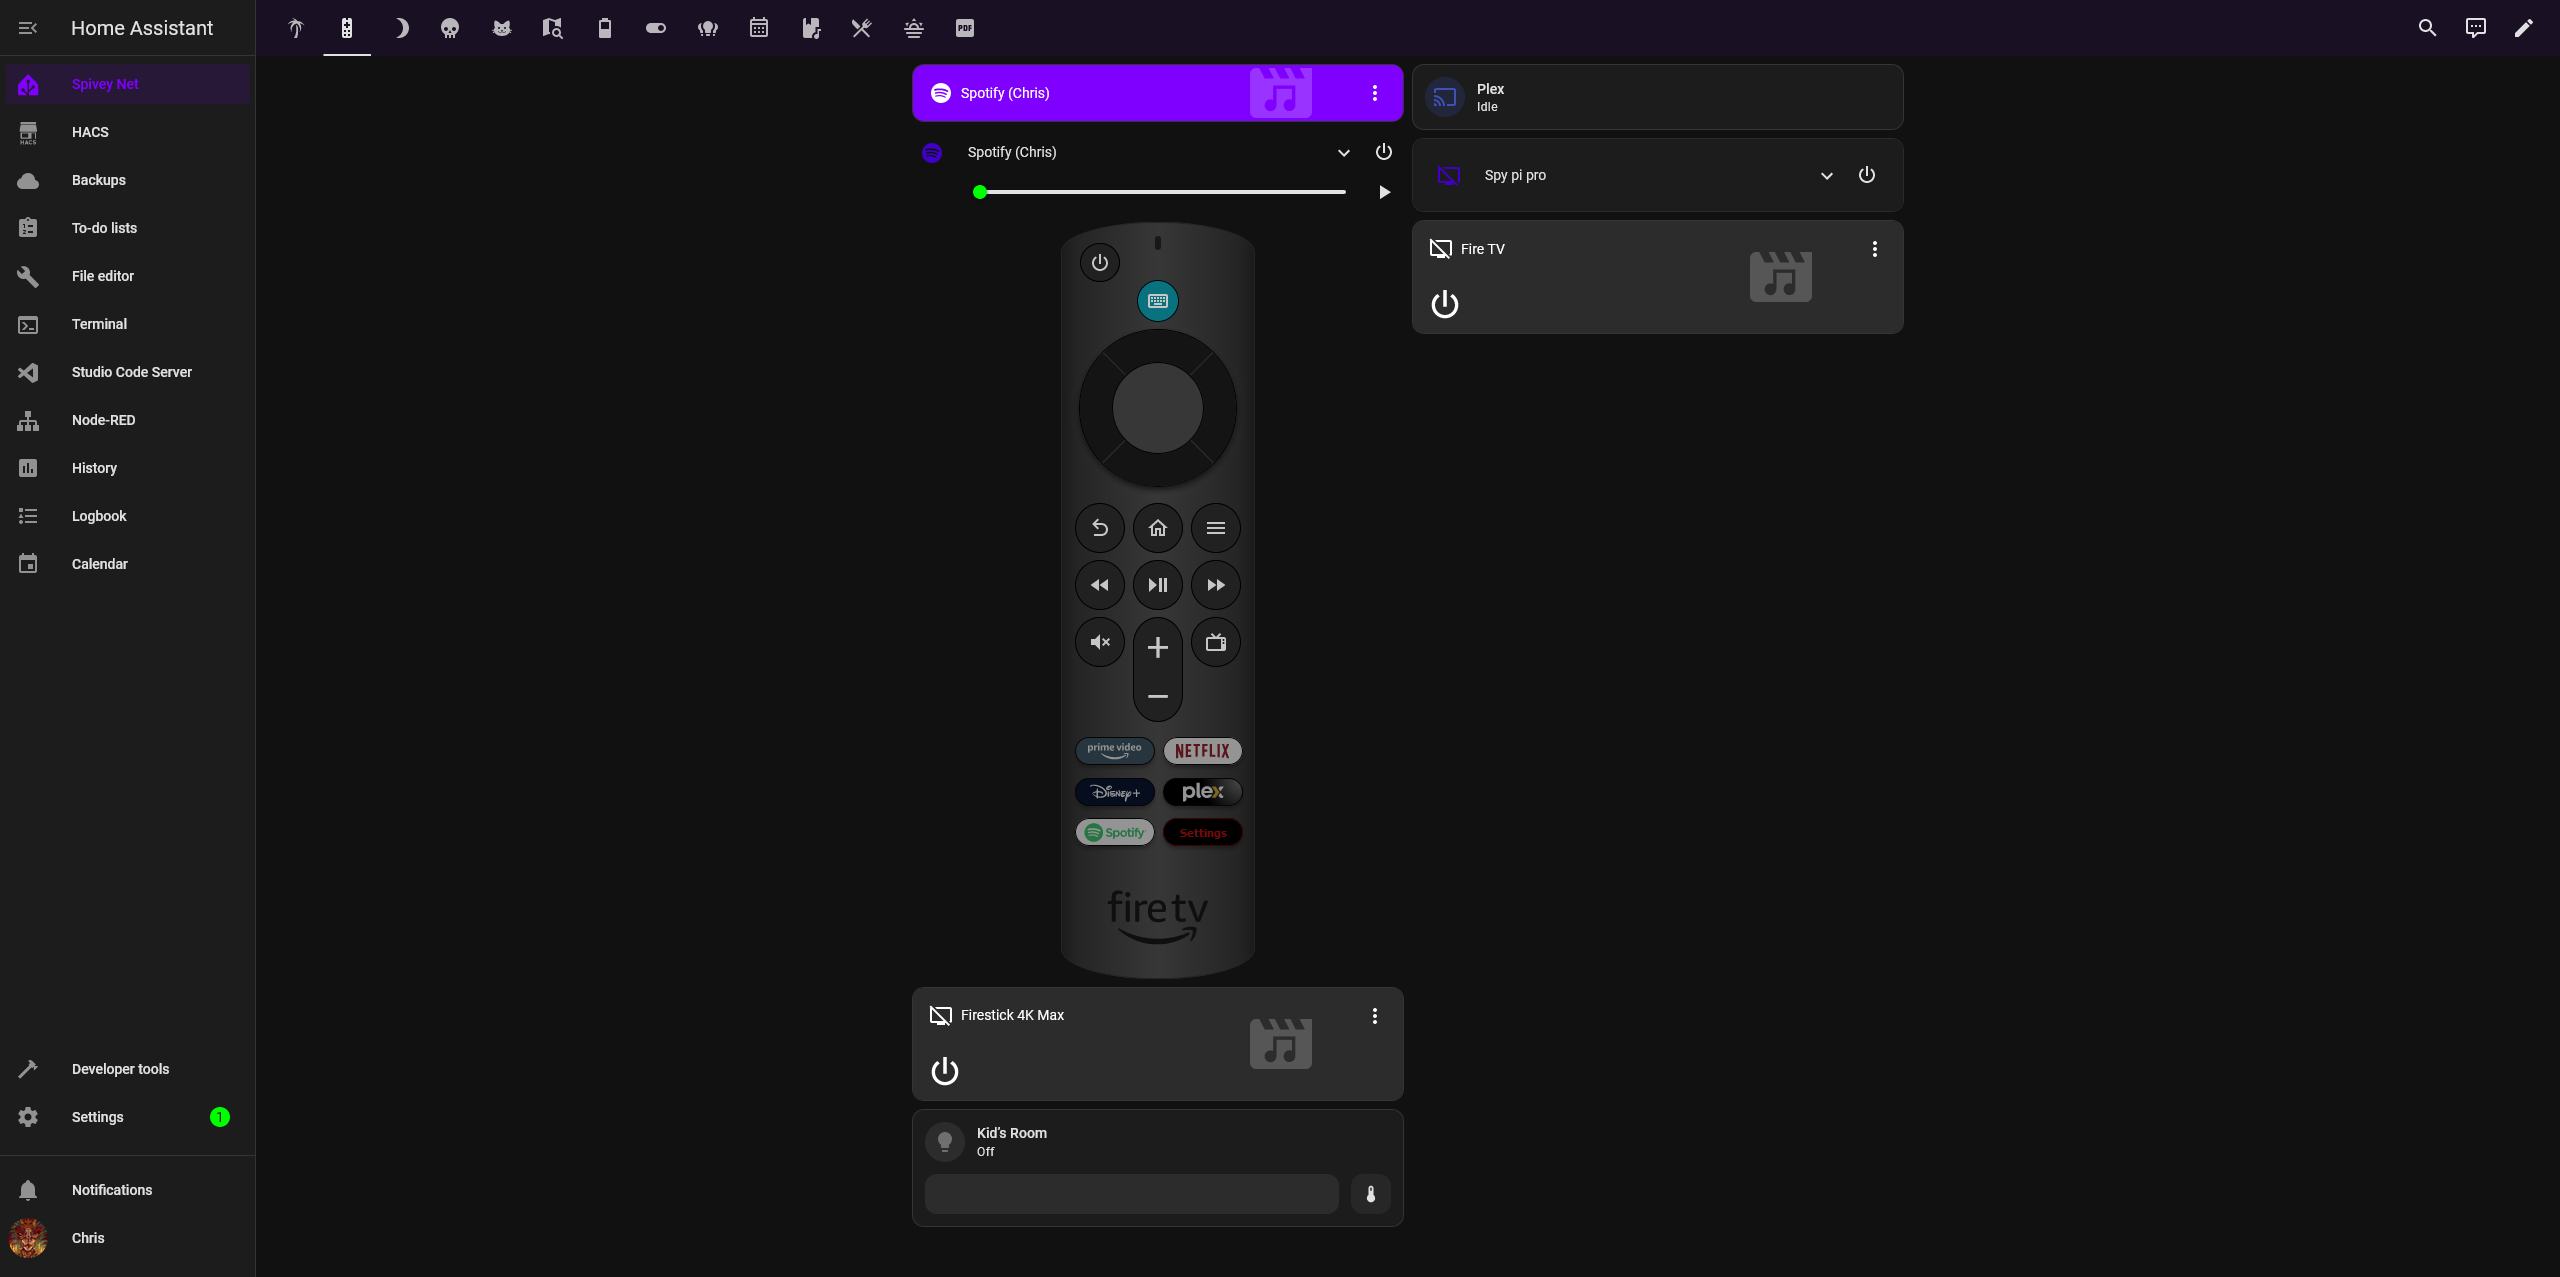 Home Assistant
PDF
Spivey Net
HACS
HACS
Backups
To-do lists
File editor
Terminal
Studio Code Server
Node-RED
History
Logbook
Calendar
Developer tools
Settings
1
Notifications
Chris
Spotify (Chris)
Spotify (Chris)
prime video
NETFLIX
Disney+
plex
Spotify
Settings
fire tv
Firestick 4K Max
Kid's Room
Off
Plex
Idle
Spy pi pro
Fire TV